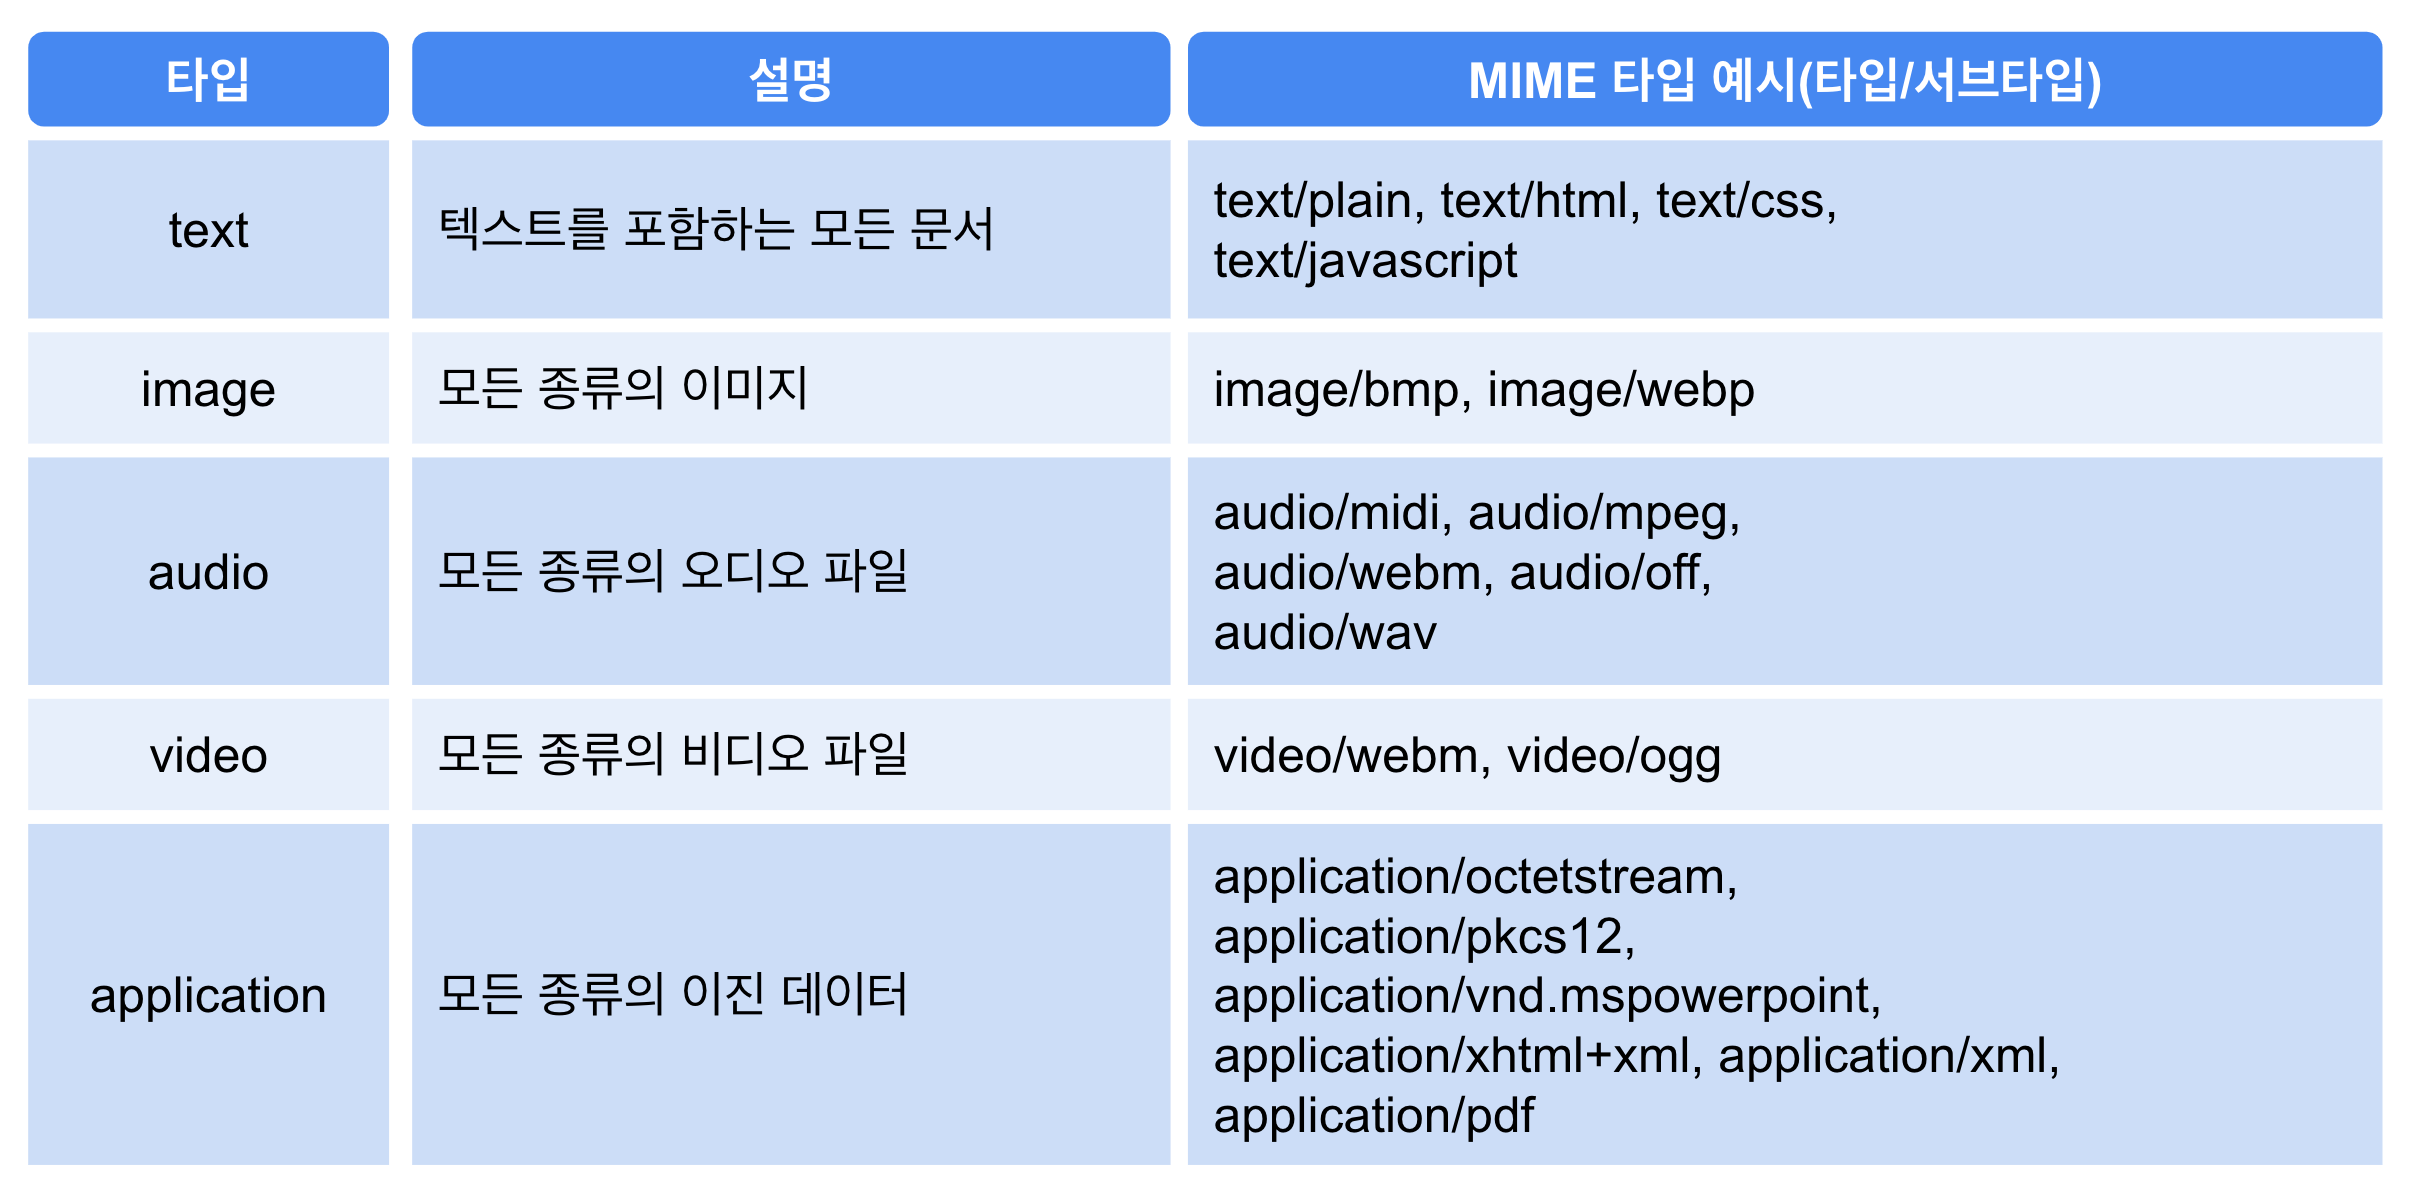 타입
설명
MIME 타입 예시(타입/서브타입)
text
텍스트를 포함하는 모든 문서
text/plain, text/html, text/css,
text/javascript
image
모든 종류의 이미지
image/bmp, image/webp
audio
모든 종류의 오디오 파일
audio/midi, audio/mpeg,
audio/webm, audio/off,
audio/wav
video
모든 종류의 비디오 파일
video/webm, video/ogg
application
모든 종류의 이진 데이터
application/octetstream,
application/pkcs12,
application/vnd.mspowerpoint,
application/xhtml+xml, application/xml,
application/pdf